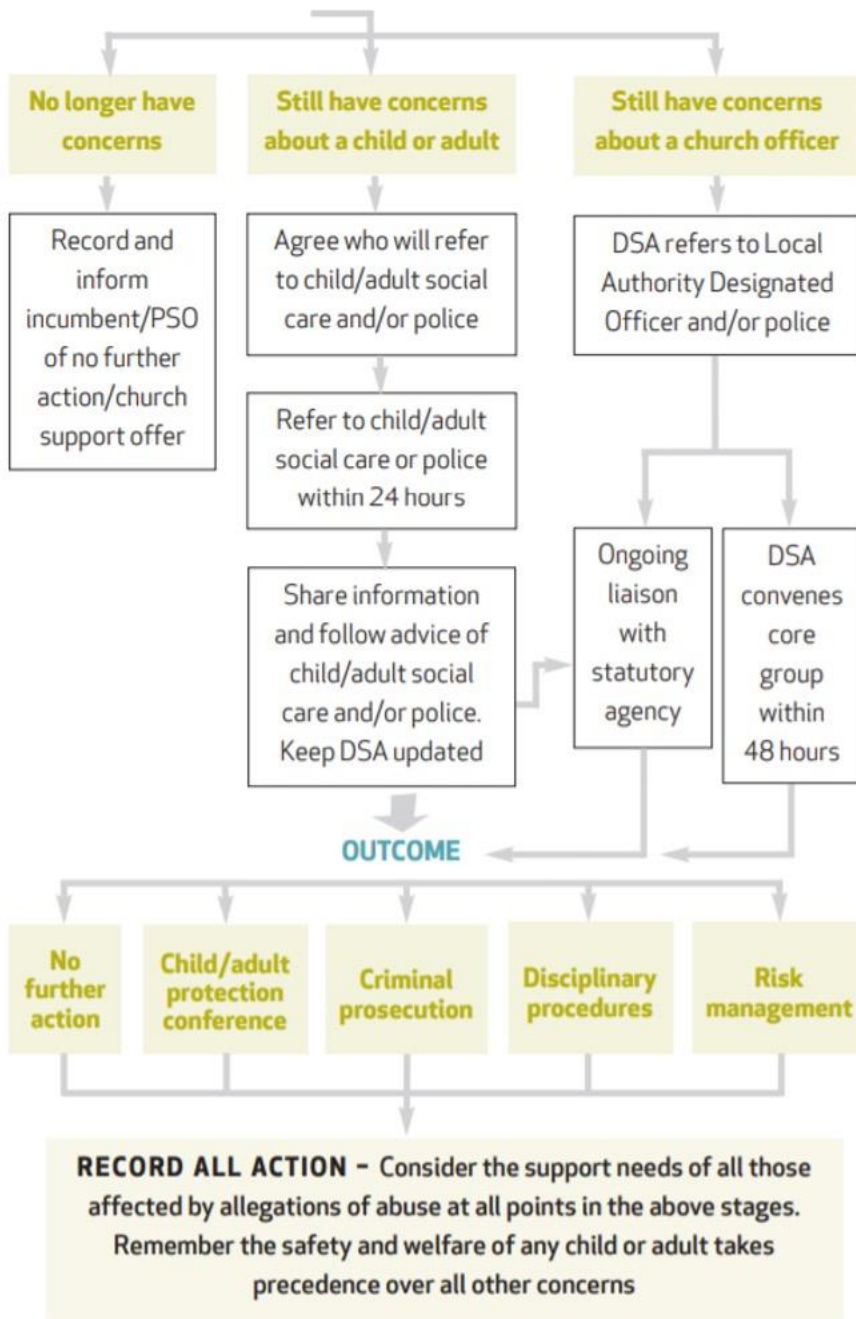 No longer have
concerns
Still have concerns
about a child or adult
Still have concerns
about a church officer
Record and
inform
incumbent/PSO
of no further
action/church
support offer
Agree who will refer
to child/adult social
care and/or police
DSA refers to Local
Authority Designated
Officer and/or police
Refer to child/adult
social care or police
within 24 hours
Share information
and follow advice of
child/adult social
care and/or police.
Keep DSA updated
Ongoing
liaison
with
statutory
agency
DSA
convenes
core
group
within
48 hours
OUTCOME
No
further
action
Child/adult
protection
conference
Criminal
prosecution
Disciplinary
procedures
Risk
management
RECORD ALL ACTION – Consider the support needs of all those
affected by allegations of abuse at all points in the above stages.
Remember the safety and welfare of any child or adult takes
precedence over all other concerns